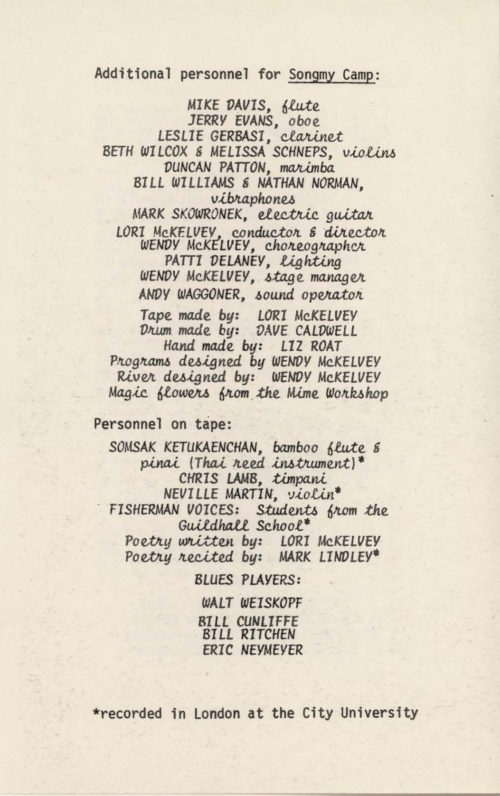 Additional personnel for Songmy Camp:
MIKE DAVIS, flute
JERRY EVANS, oboe
LESLIE GERBASI, clarinet
BETH WILCOX & MELISSA SCHNEPS, violins
DUNCAN PATTON, marimba
BILL WILLIAMS & NATHAN NORMAN,
vibraphones
MARK SKOWRONEK, electric guitar
LORI McKELVEY, conductor & director
WENDY McKELVEY, choreographer
PATTI DELANEY, lighting
WENDY McKELVEY, stage manager
ANDY WAGGONER, sound operator
Tape made by: LORI McKELVEY
Drum made by: DAVE CALDWELL
Hand made by: LIZ ROAT
Programs designed by WENDY McKELVEY
River designed by: WENDY McKELVEY
Magic flowers from the Mime Workshop
Personnel on tape:
SOMSAK KETUKAENCHAN, bamboo flute &
pinai (Thai reed instrument)*
CHRIS LAMB, timpani
NEVILLE MARTIN, violin*
FISHERMAN VOICES: Students from the
Guildhall School*
Poetry written by: LORI McKELVEY
Poetry recited by: MARK LINDLEY*
BLUES PLAYERS:
WALT WEISKOPF
BILL CUNLIFFE
BILL RITCHEN
ERIC NEYMEYER
*recorded in London at the City University